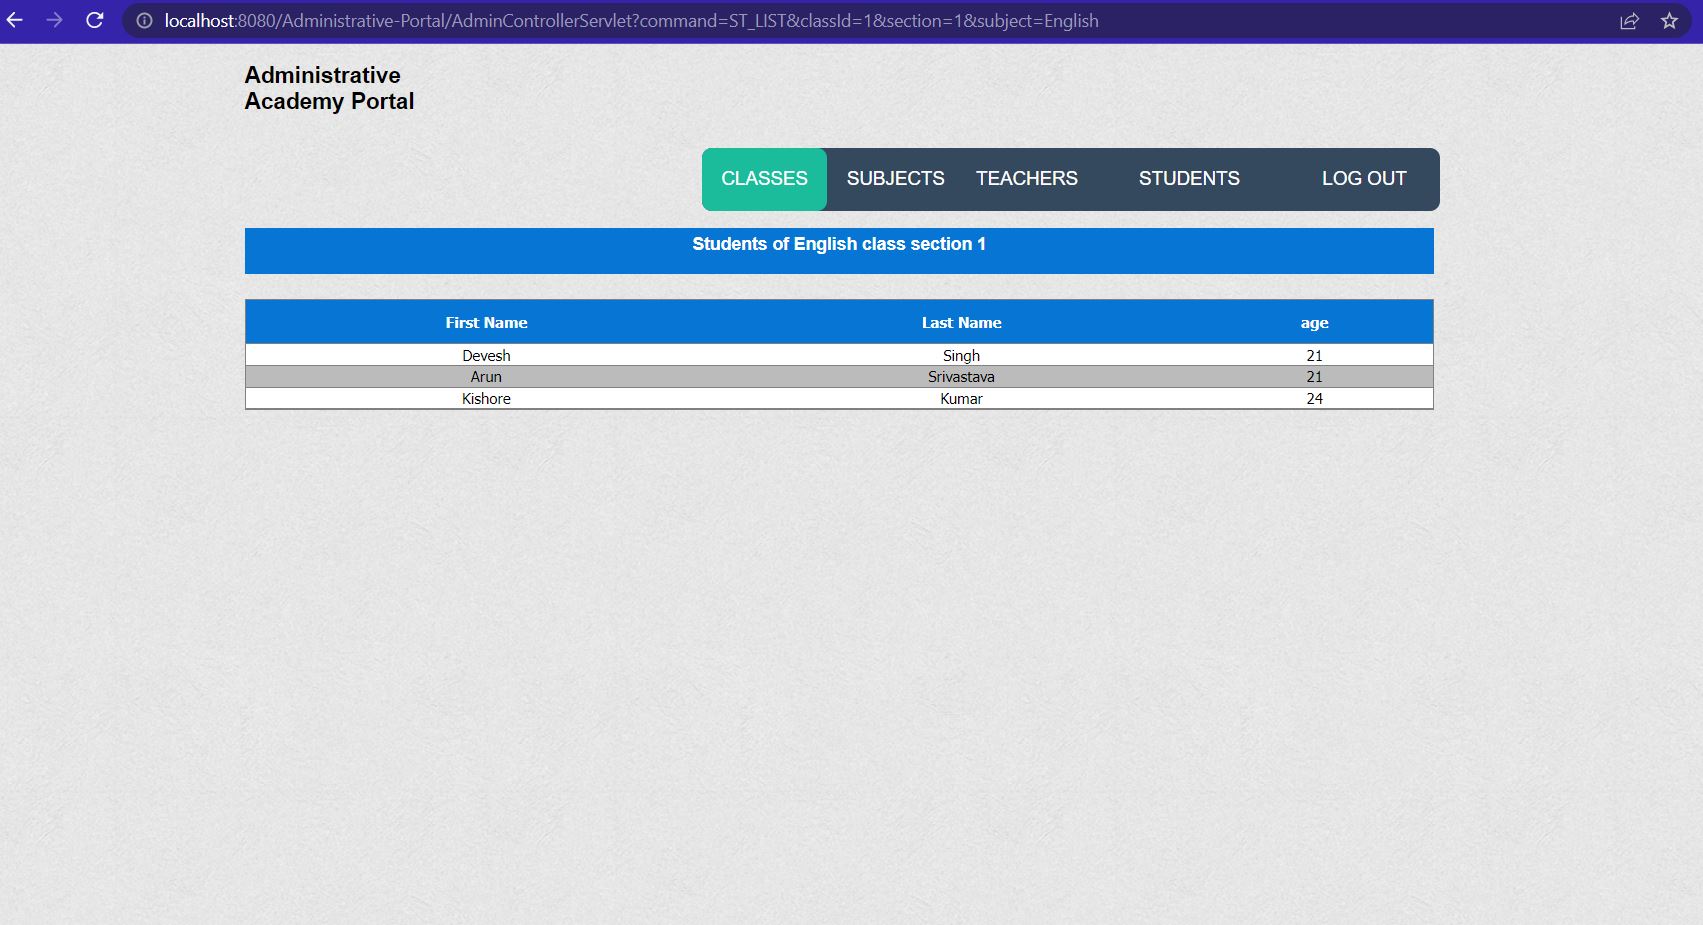 localhost:8080/Administrative-Portal/AdminControllerServlet?command=ST_LIST&classId=1&section=1&subject=English
Administrative
Academy Portal
CLASSES SUBJECTS TEACHERS STUDENTS LOG OUT
Students of English class section 1
First Name Last Name age
Devesh Singh 21
Arun Srivastava 21
Kishore Kumar 24